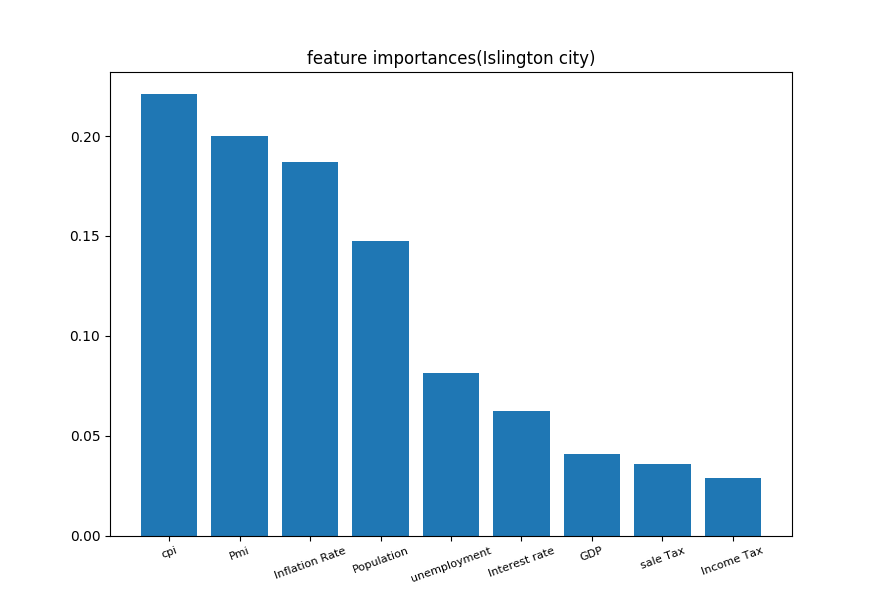 feature importances(Islington city)
0.20
0.15
0.10
0.05
0.00
cpi
Pmi
Inflation Rate
Population
unemployment
Interest rate
GDP
sale Tax
Income Tax